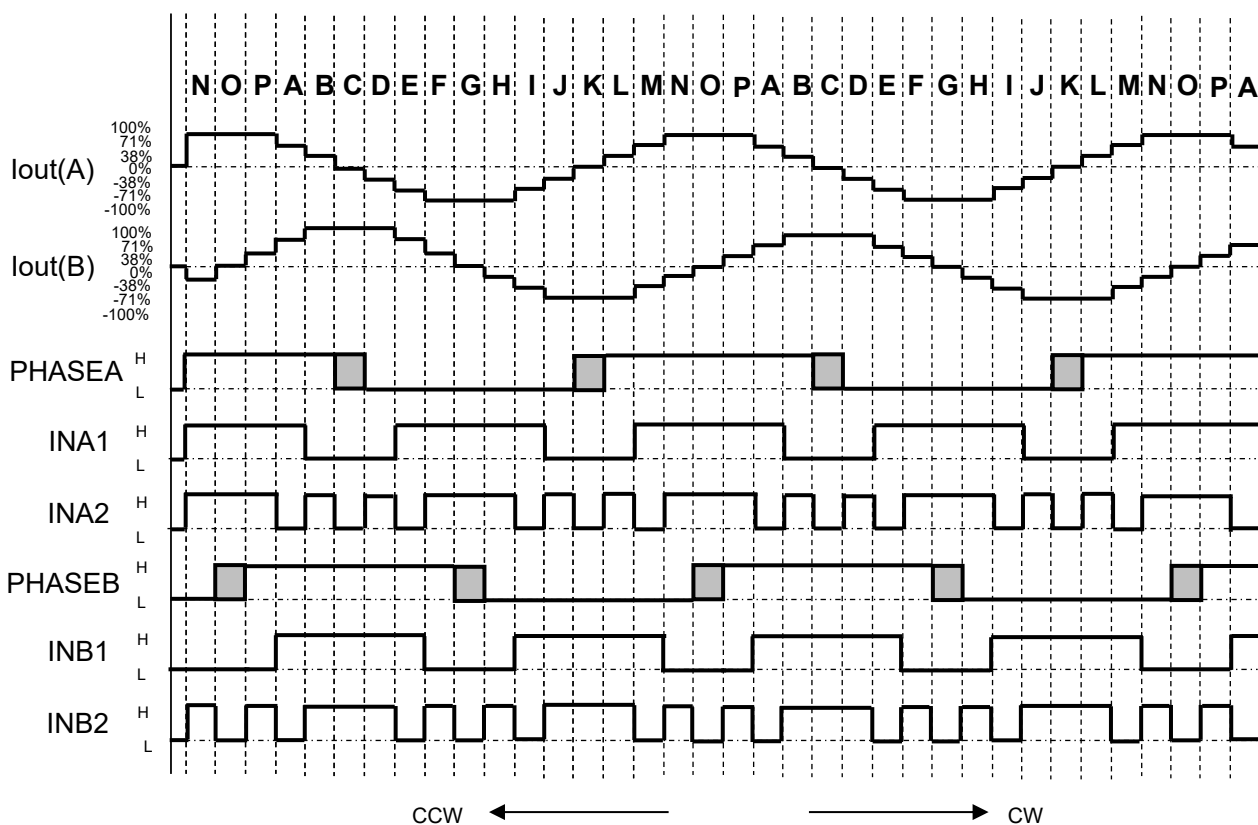 N O P A B C D E F G H I J K L M N O P A B C D E F G H I J K L M N O P A
100%
71%
38%
Iout(A) 0%
-38%
-71%
-100%
100%
71%
38%
Iout(B) 0%
-38%
-71%
-100%
H
PHASEA
L
H
INA1
L
H
INA2
L
H
PHASEB
L
H
INB1
L
H
INB2
L
CCW CW